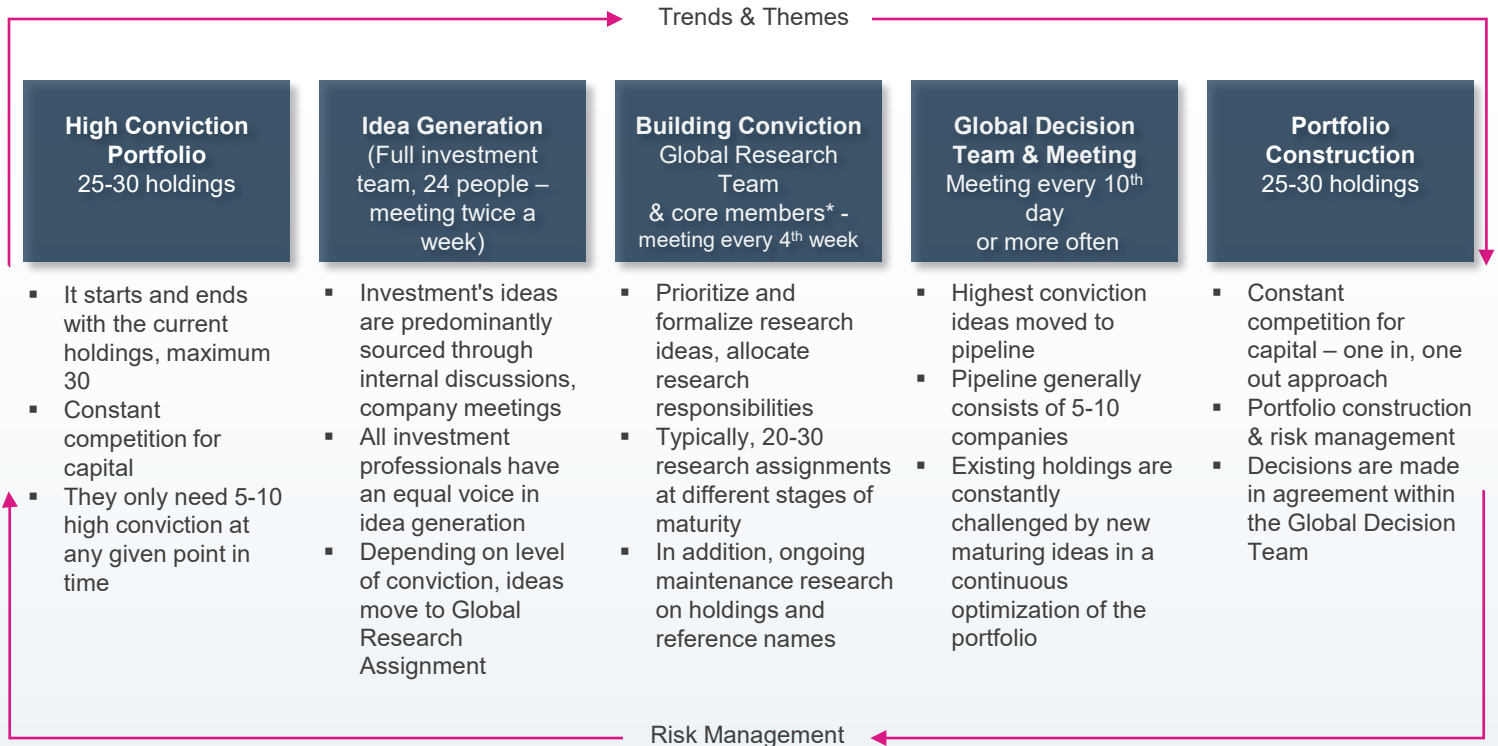 Trends & Themes
High Conviction
Portfolio
25-30 holdings
▪ It starts and ends
with the current
holdings, maximum
30
▪ Constant
competition for
capital
▪ They only need 5-10
high conviction at
any given point in
time
Idea Generation
(Full investment
team, 24 people –
meeting twice a
week)
▪ Investment's ideas
are predominantly
sourced through
internal discussions,
company meetings
▪ All investment
professionals have
an equal voice in
idea generation
▪ Depending on level
of conviction, ideas
move to Global
Research
Assignment
Building Conviction
Global Research
Team
& core members* -
meeting every 4th week
▪ Prioritize and
formalize research
ideas, allocate
research
responsibilities
▪ Typically, 20-30
research assignments
at different stages of
maturity
▪ In addition, ongoing
maintenance research
on holdings and
reference names
Global Decision
Team & Meeting
Meeting every 10th
day
or more often
▪ Highest conviction
ideas moved to
pipeline
▪ Pipeline generally
consists of 5-10
companies
▪ Existing holdings are
constantly
challenged by new
maturing ideas in a
continuous
optimization of the
portfolio
Portfolio
Construction
25-30 holdings
▪ Constant
competition for
capital – one in, one
out approach
▪ Portfolio construction
& risk management
▪ Decisions are made
in agreement within
the Global Decision
Team
Risk Management